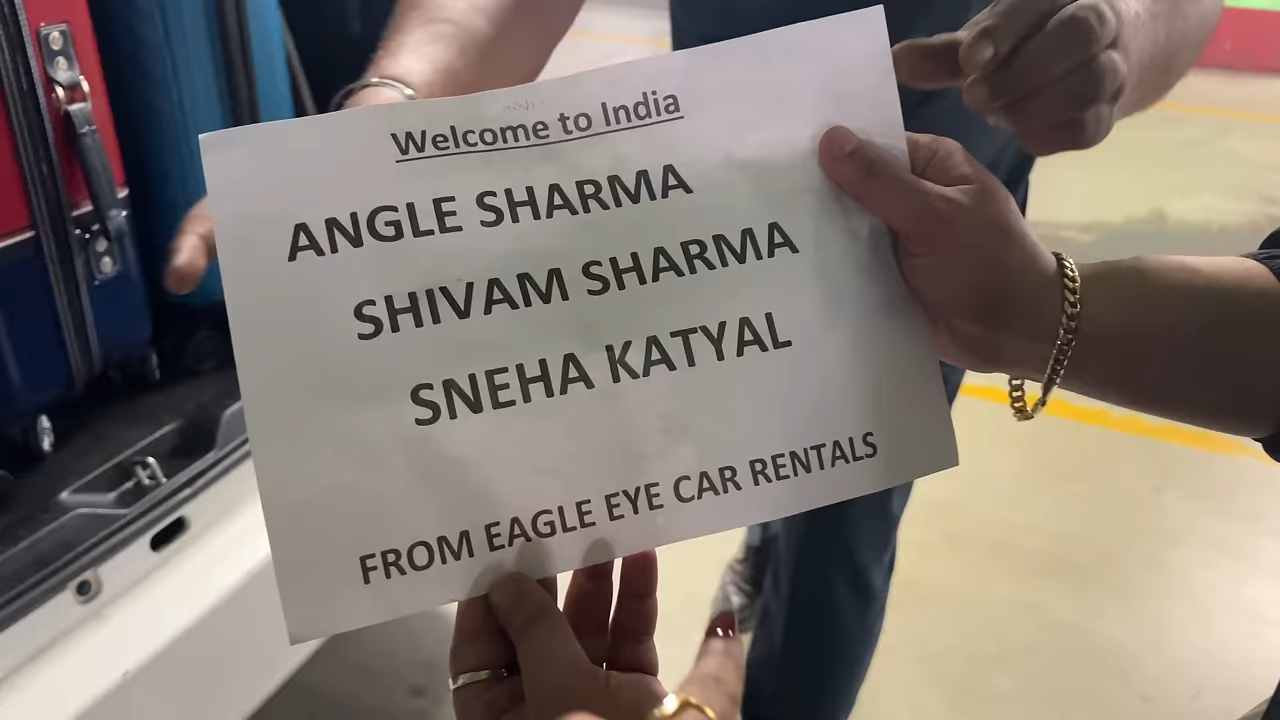 Welcome to India
ANGLE SHARMA
SHIVAM SHARMA
SNEHA KATYAL
FROM EAGLE EYE CAR RENTALS